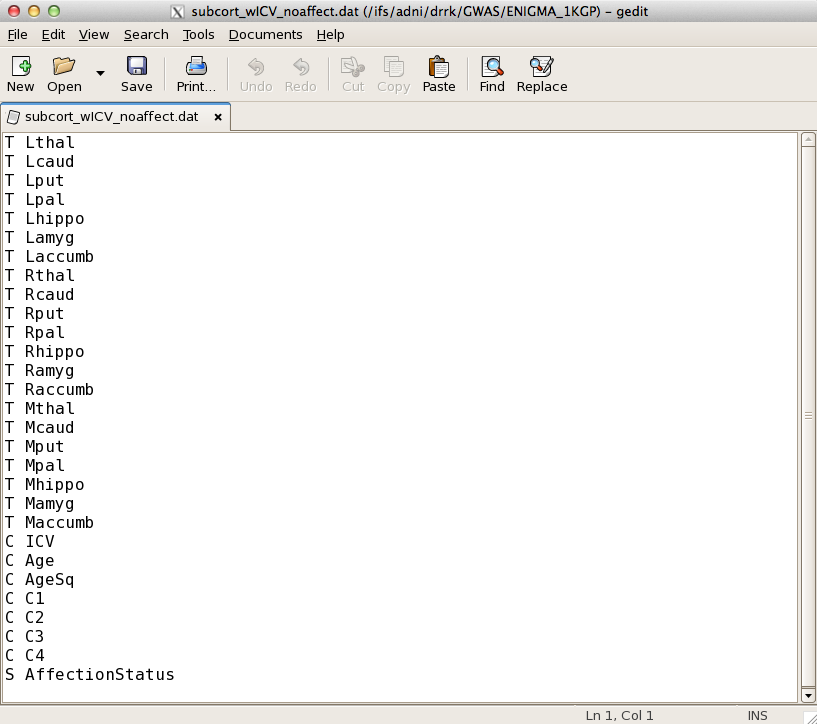 subcort_wICV_noaffect.dat (/ifs/adni/drrk/GWAS/ENIGMA_1KGP) – gedit
File Edit View Search Tools Documents Help
New Open Save Print... Undo Redo Cut Copy Paste Find Replace
subcort_wICV_noaffect.dat
T Lthal
T Lcaud
T Lput
T Lpal
T Lhippo
T Lamyg
T Laccumb
T Rthal
T Rcaud
T Rput
T Rpal
T Rhippo
T Ramyg
T Raccumb
T Mthal
T Mcaud
T Mput
T Mpal
T Mhippo
T Mamyg
T Maccumb
C ICV
C Age
C AgeSq
C C1
C C2
C C3
C C4
S AffectionStatus
Ln 1, Col 1 INS